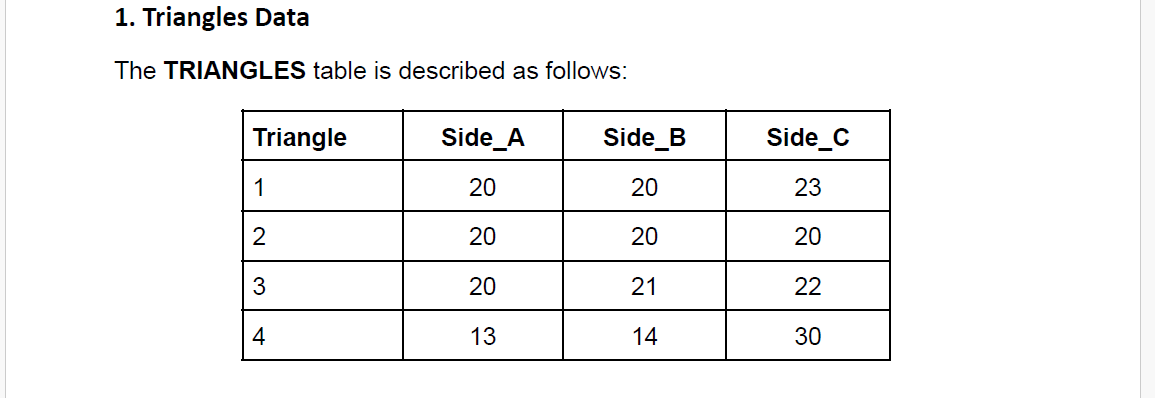 1. Triangles Data
The TRIANGLES table is described as follows:
Triangle Side_A Side_B Side_C
1 20 20 23
2 20 20 20
3 20 21 22
4 13 14 30